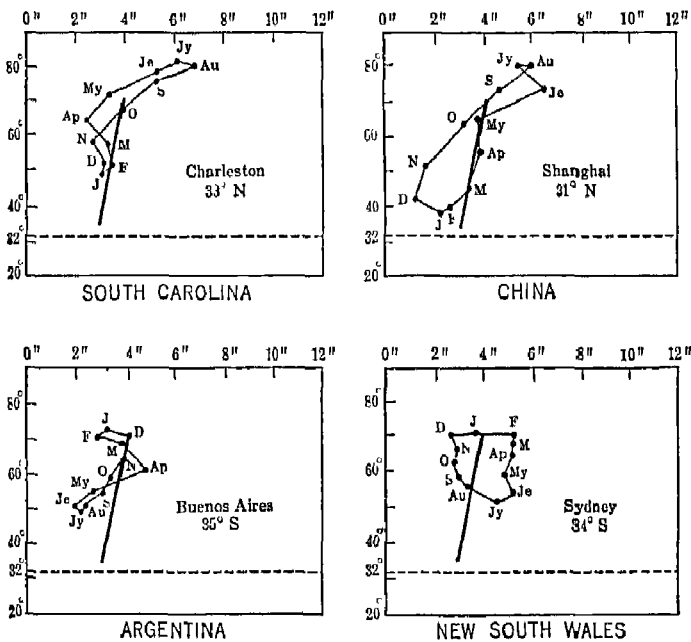 0" 2" 4" 6" 8" 10" 12"
80°
60
40°
32°
20°
Jy
Je
Au
S
My
O
Ap
N
M
D
F
J
Charleston
33° N
SOUTH CAROLINA
0" 2" 4" 6" 8" 10" 12"
80°
60
40°
32
20°
Jy
Au
S
Je
O
My
N
Ap
D
M
J
F
Shanghai
31° N
CHINA
0" 2" 4" 6" 8" 10" 12"
80°
60
40°
32°
20°
J
F
D
M
O
N
Ap
My
Je
S
Au
Jy
Buenos Aires
35° S
ARGENTINA
0" 2" 4" 6" 8" 10" 12"
80°
60°
40°
32°
20°
D
J
F
N
M
O
Ap
S
My
Au
Je
Jy
Sydney
34° S
NEW SOUTH WALES